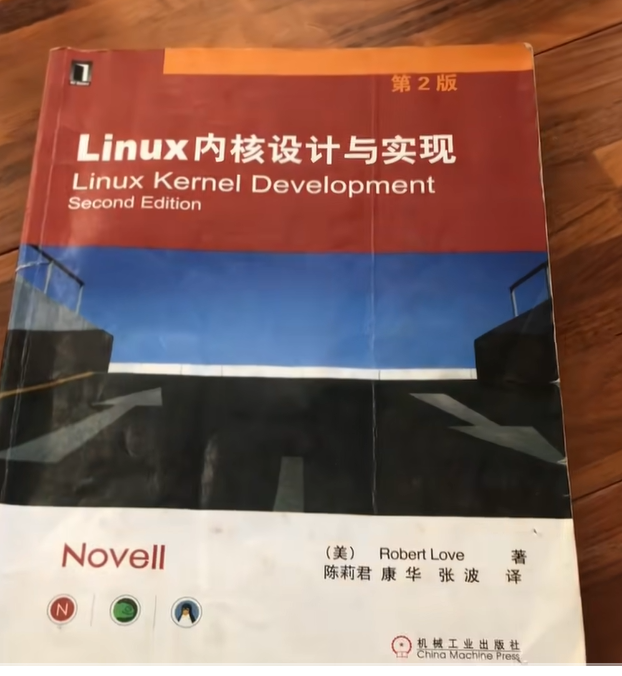 第2版
Linux内核设计与实现
Linux Kernel Development
Second Edition
Novell
（美） Robert Love 著
陈莉君 康华 张波 译
N
机械工业出版社
China Machine Press